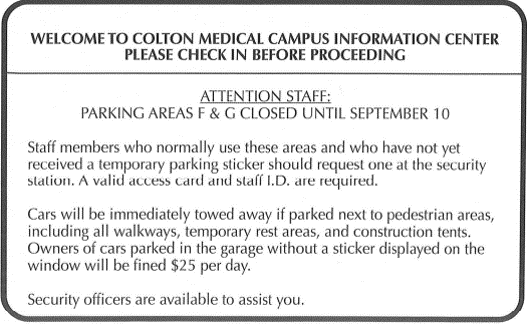 WELCOME TO COLTON MEDICAL CAMPUS INFORMATION CENTER
PLEASE CHECK IN BEFORE PROCEEDING
ATTENTION STAFF:
PARKING AREAS F & G CLOSED UNTIL SEPTEMBER 10
Staff members who normally use these areas and who have not yet
received a temporary parking sticker should request one at the security
station. A valid access card and staff I.D. are required.
Cars will be immediately towed away if parked next to pedestrian areas,
including all walkways, temporary rest areas, and construction tents.
Owners of cars parked in the garage without a sticker displayed on the
window will be fined $25 per day.
Security officers are available to assist you.